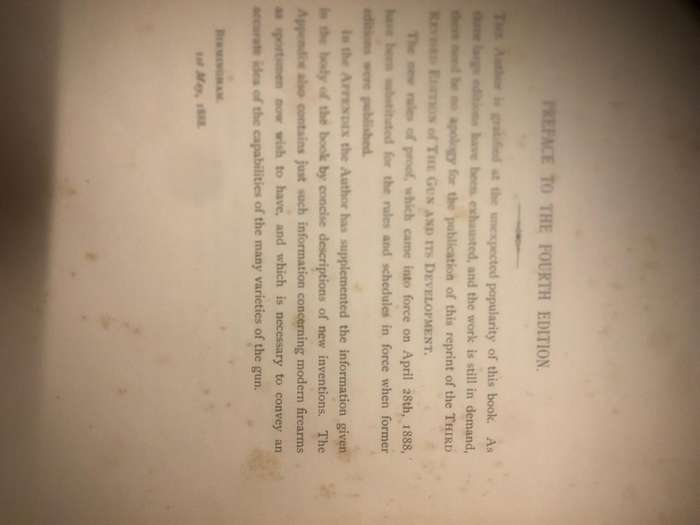 PREFACE TO THE FOURTH EDITION.
The Author is gratified at the unexpected popularity of this book. As
three large editions have been exhausted, and the work is still in demand,
there need be no apology for the publication of this reprint of the THIRD
REVISED EDITION of THE GUN AND ITS DEVELOPMENT.
The new rules of proof, which came into force on April 28th, 1888,
have been substituted for the rules and schedules in force when former
editions were published.
In the APPENDIX the Author has supplemented the information given
in the body of the book by concise descriptions of new inventions. The
Appendix also contains just such information concerning modern firearms
as sportsmen now wish to have, and which is necessary to convey an
accurate idea of the capabilities of the many varieties of the gun.
BIRMINGHAM.
1st May, 1888.